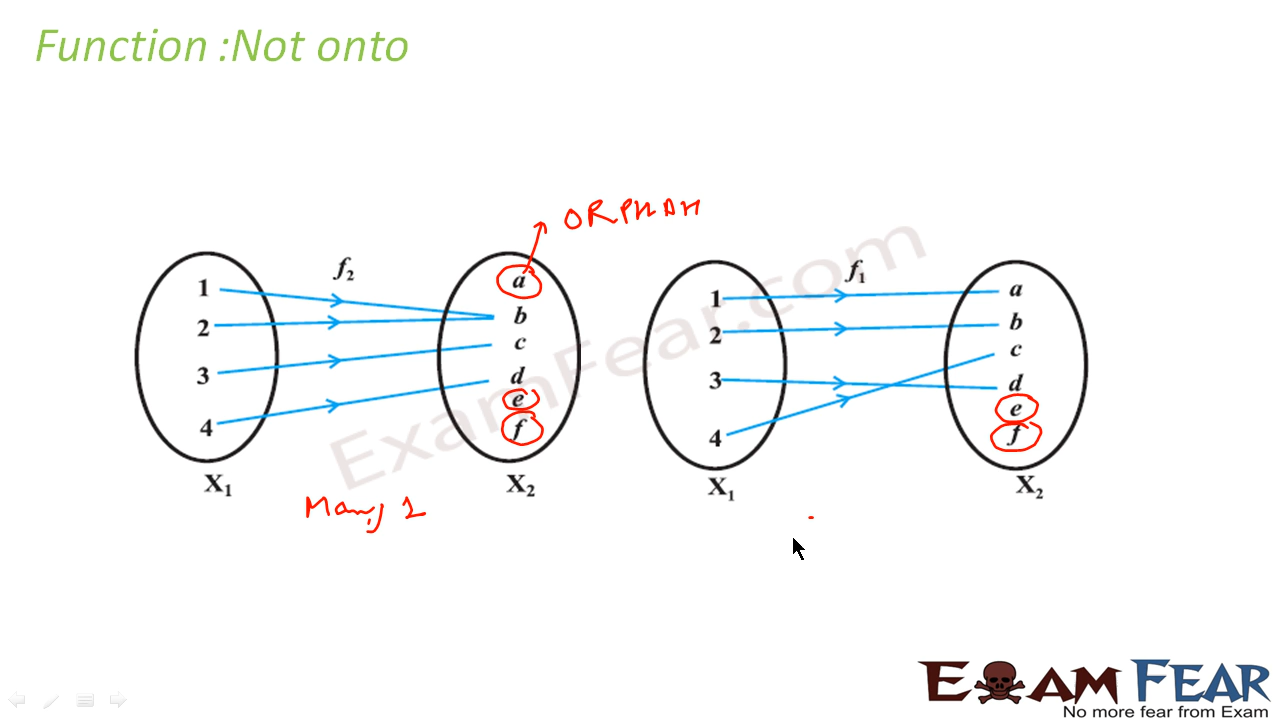 Function :Not onto
ORPHAN
f2
f1
1
2
3
4
a
b
c
d
e
f
X1
X2
1
2
3
4
a
b
c
d
e
f
X1
X2
Many 1
ExamFear.com
EXAM FEAR
No more fear from Exam